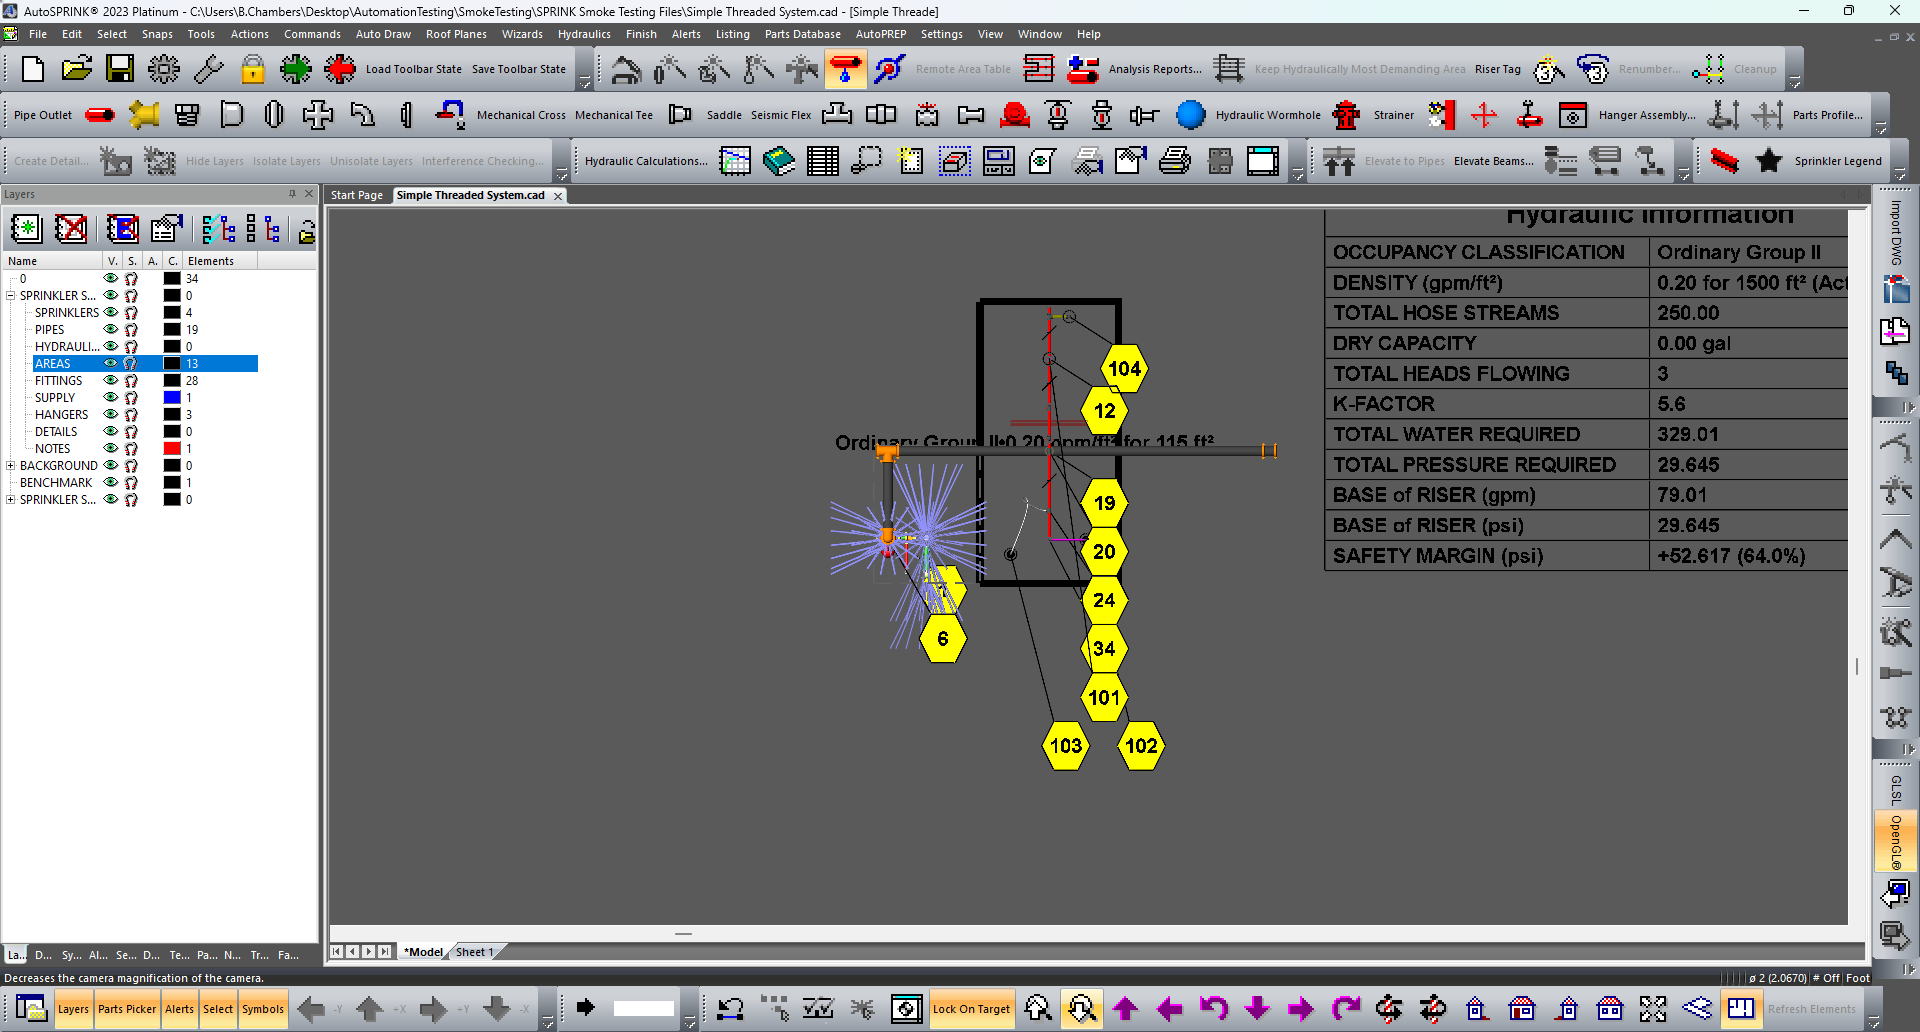 AutoSPRINK® 2023 Platinum - C:\Users\B.Chambers\Desktop\AutomationTesting\SmokeTesting\SPRINK Smoke Testing Files\Simple Threaded System.cad - [Simple Threade]
File Edit Select Snaps Tools Actions Commands Auto Draw Roof Planes Wizards Hydraulics Finish Alerts Listing Parts Database AutoPREP Settings View Window Help
Load Toolbar State Save Toolbar State Remote Area Table Analysis Reports... Keep Hydraulically Most Demanding Area Riser Tag Renumber... Cleanup
Pipe Outlet Mechanical Cross Mechanical Tee Saddle Seismic Flex Hydraulic Wormhole Strainer Hanger Assembly... Parts Profile...
Create Detail... Hide Layers Isolate Layers Unisolate Layers Interference Checking... Hydraulic Calculations... Elevate to Pipes Elevate Beams... Sprinkler Legend
Layers
Start Page Simple Threaded System.cad
Name V. S. A. C. Elements
0 34
SPRINKLER S... 0
SPRINKLERS 4
PIPES 19
HYDRAULI... 0
AREAS 13
FITTINGS 28
SUPPLY 1
HANGERS 3
DETAILS 0
NOTES 1
BACKGROUND 0
BENCHMARK 1
SPRINKLER S... 0
Hydraulic Information
OCCUPANCY CLASSIFICATION Ordinary Group II
DENSITY (gpm/ft²) 0.20 for 1500 ft² (Act
TOTAL HOSE STREAMS 250.00
DRY CAPACITY 0.00 gal
TOTAL HEADS FLOWING 3
K-FACTOR 5.6
TOTAL WATER REQUIRED 329.01
TOTAL PRESSURE REQUIRED 29.645
BASE of RISER (gpm) 79.01
BASE of RISER (psi) 29.645
SAFETY MARGIN (psi) +52.617 (64.0%)
104
12
Ordinary Group II•0.20 gpm/ft² for 115 ft²
19
20
24
34
101
6
103 102
Import DWG
GLSL
OpenGL®
*Model Sheet 1
La... D... Sy... Al... Se... D... Te... Pa... N... Tr... Fa...
Decreases the camera magnification of the camera.
ø 2 (2.0670) # Off Foot
Layers Parts Picker Alerts Select Symbols -Y +X +Y -X Lock On Target Refresh Elements